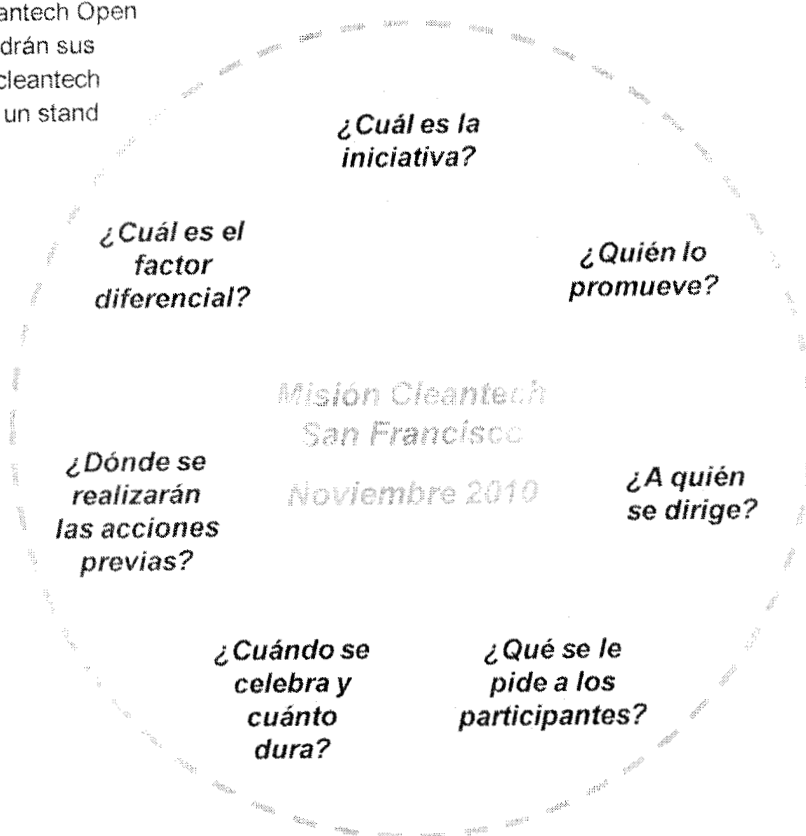 antech Open
drán sus
cleantech
un stand
¿Cuál es la
iniciativa?
¿Cuál es el
factor
diferencial?
¿Quién lo
promueve?
Misión Cleantech
San Francisco
Noviembre 2010
¿Dónde se
realizarán
las acciones
previas?
¿A quién
se dirige?
¿Cuándo se
celebra y
cuánto
dura?
¿Qué se le
pide a los
participantes?